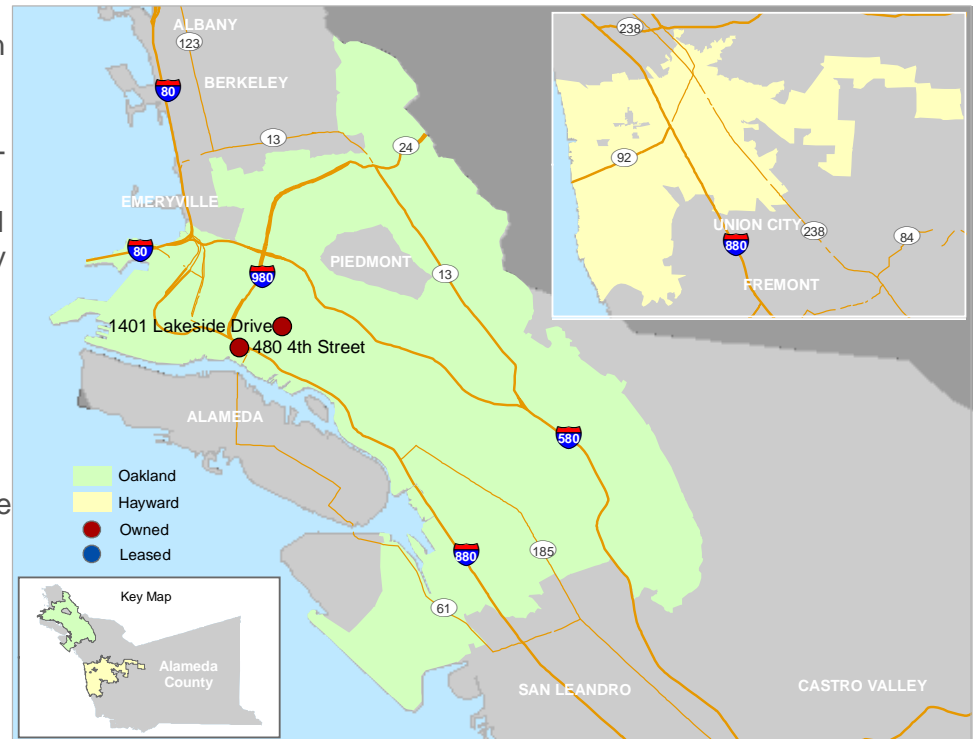 ALBANY
123
BERKELEY
80
13
24
EMERYVILLE
80
980
PIEDMONT
13
1401 Lakeside Drive
480 4th Street
ALAMEDA
580
880
185
61
SAN LEANDRO
CASTRO VALLEY
238
92
UNION CITY
880
238
84
FREMONT
Oakland
Hayward
Owned
Leased
Key Map
Alameda
County